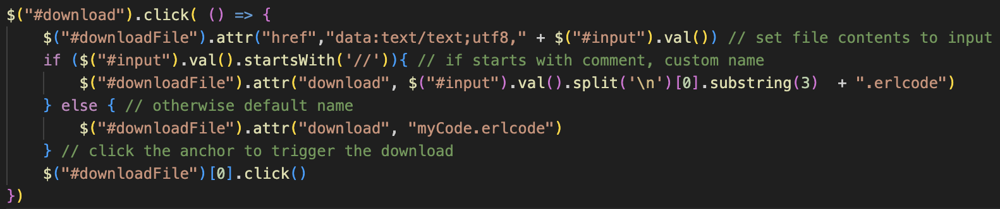 $("#download").click( () => {
    $("#downloadFile").attr("href","data:text/text;utf8," + $("#input").val()) // set file contents to input
    if ($("#input").val().startsWith('//')){ // if starts with comment, custom name
        $("#downloadFile").attr("download", $("#input").val().split('\n')[0].substring(3)  + ".erlcode")
    } else { // otherwise default name
        $("#downloadFile").attr("download", "myCode.erlcode")
    } // click the anchor to trigger the download
    $("#downloadFile")[0].click()
})